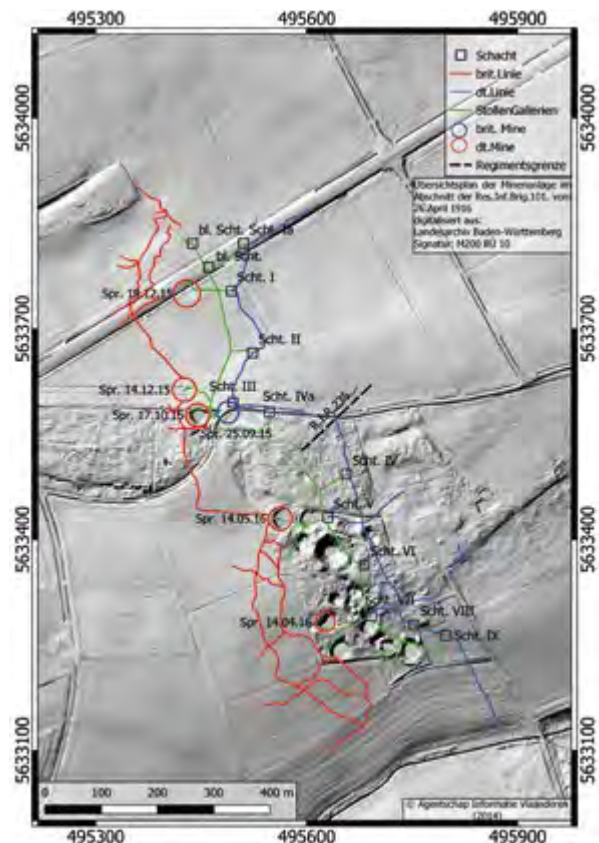 495300 495600 495900
5634000
5633700
5633400
5633100
5634000
5633700
5633400
5633100
Schacht
brit.Linie
dt.Linie
StollenGallerien
brit. Mine
dt.Mine
Regimentsgrenze
Übersichtsplan der Minenanlage im
Abschnitt der Res.Inf.Brig.101. vom
26.April 1916
digitalisiert aus:
Landesarchiv Baden-Württemberg
Signatur: M200 BÜ 10
bl. Scht. Scht. Ia
bl. Scht.
Scht. I
Spr. 19.12.15
Scht. II
Spr. 14.12.15
Scht. III
Scht. IVa
Spr. 17.10.15
Spr. 25.09.15
236
Scht. IV
Scht.
Spr. 14.05.16
Scht. VI
VII
Scht. VIII
Spr. 14.04.16
Scht. IX
0 100 200 300 400 m
© Agentschap Informatie Vlaanderen
(2014)
495300 495600 495900